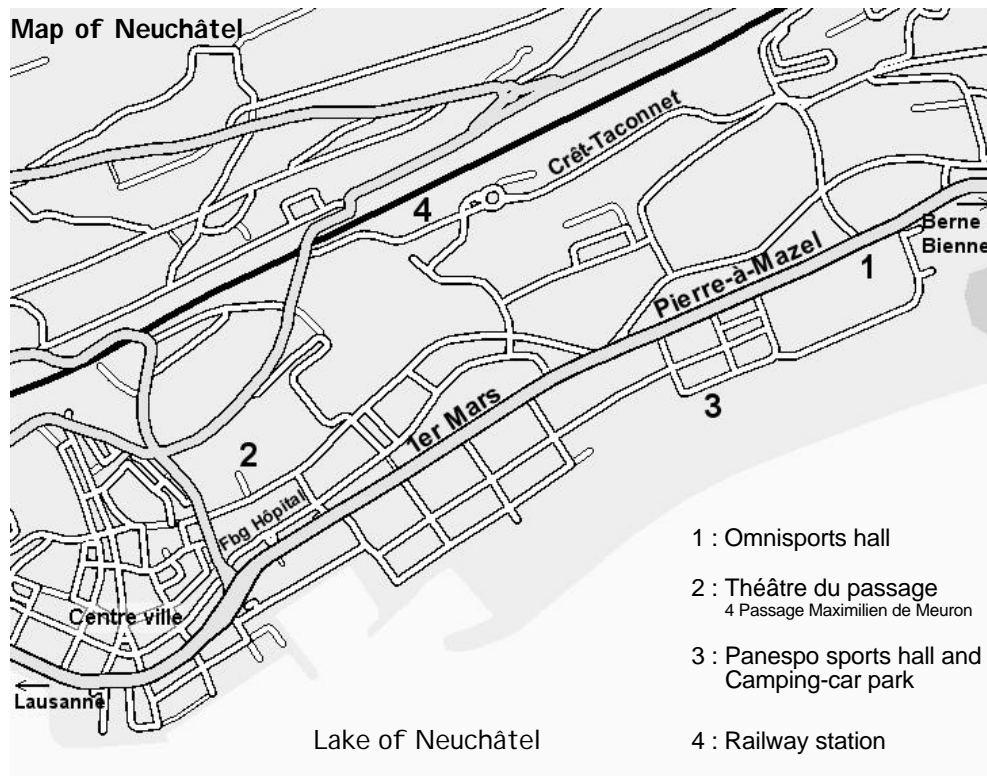 Map of Neuchâtel
Crêt-Taconnet
4
Berne
Bienne
Pierre-à-Mazel
1
3
1er Mars
2
Fbg Hôpital
Centre ville
Lausanne
Lake of Neuchâtel
1 : Omnisports hall
2 : Théâtre du passage
4 Passage Maximilien de Meuron
3 : Panespo sports hall and
Camping-car park
4 : Railway station